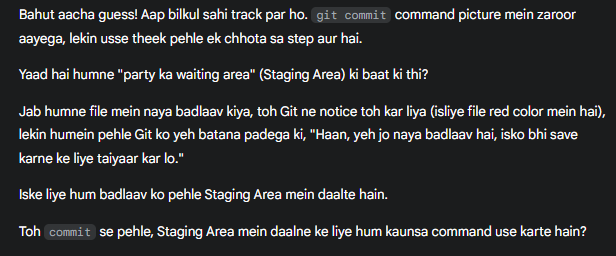 Bahut aacha guess! Aap bilkul sahi track par ho. git commit command picture mein zaroor
aayega, lekin usse theek pehle ek chhota sa step aur hai.
Yaad hai humne "party ka waiting area" (Staging Area) ki baat ki thi?
Jab humne file mein naya badlaav kiya, toh Git ne notice toh kar liya (isliye file red color mein hai),
lekin humein pehle Git ko yeh batana padega ki, "Haan, yeh jo naya badlaav hai, isko bhi save
karne ke liye taiyaar kar lo."
Iske liye hum badlaav ko pehle Staging Area mein daalte hain.
Toh commit se pehle, Staging Area mein daalne ke liye hum kaunsa command use karte hain?